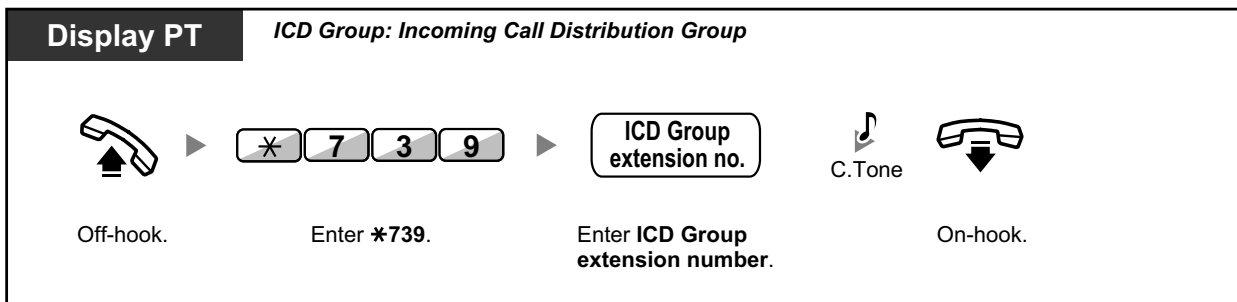 Display PT
ICD Group: Incoming Call Distribution Group
* 7 3 9
ICD Group
extension no.
C.Tone
Off-hook.
Enter *739.
Enter ICD Group
extension number.
On-hook.